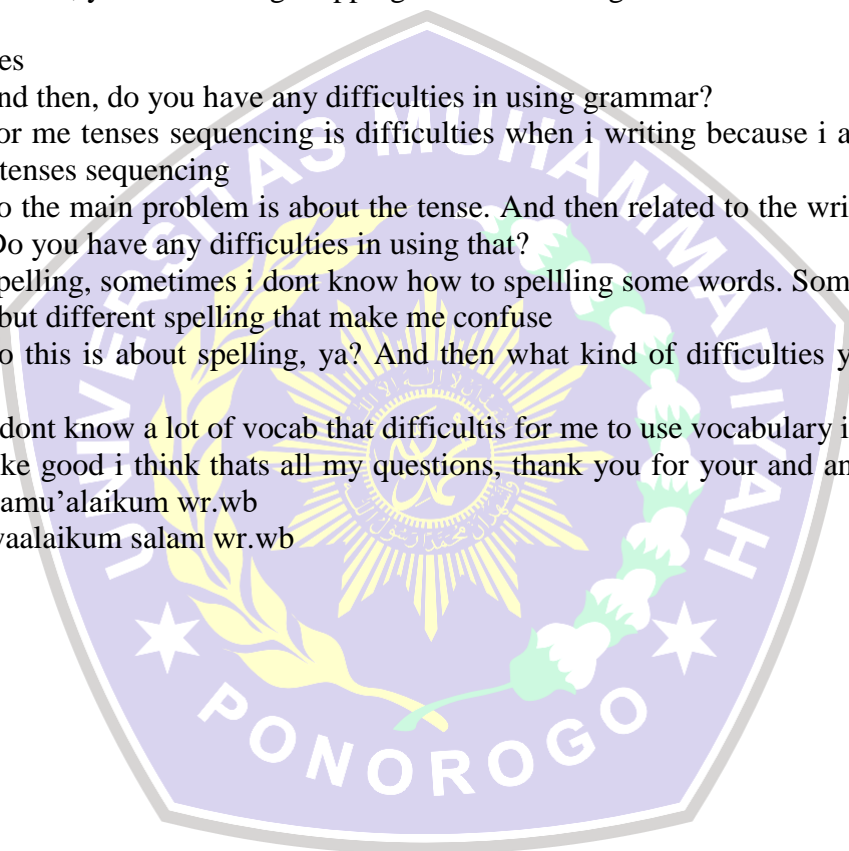 es
nd then, do you have any difficulties in using grammar?
or me tenses sequencing is difficulties when i writing because i a
tenses sequencing
o the main problem is about the tense. And then related to the wri
Do you have any difficulties in using that?
pelling, sometimes i dont know how to spellling some words. Som
but different spelling that make me confuse
o this is about spelling, ya? And then what kind of difficulties y
dont know a lot of vocab that difficultis for me to use vocabulary i
ke good i think thats all my questions, thank you for your and an
amu’alaikum wr.wb
vaalaikum salam wr.wb
UNIVERSITAS MUHAMMADIYAH
PONOROGO